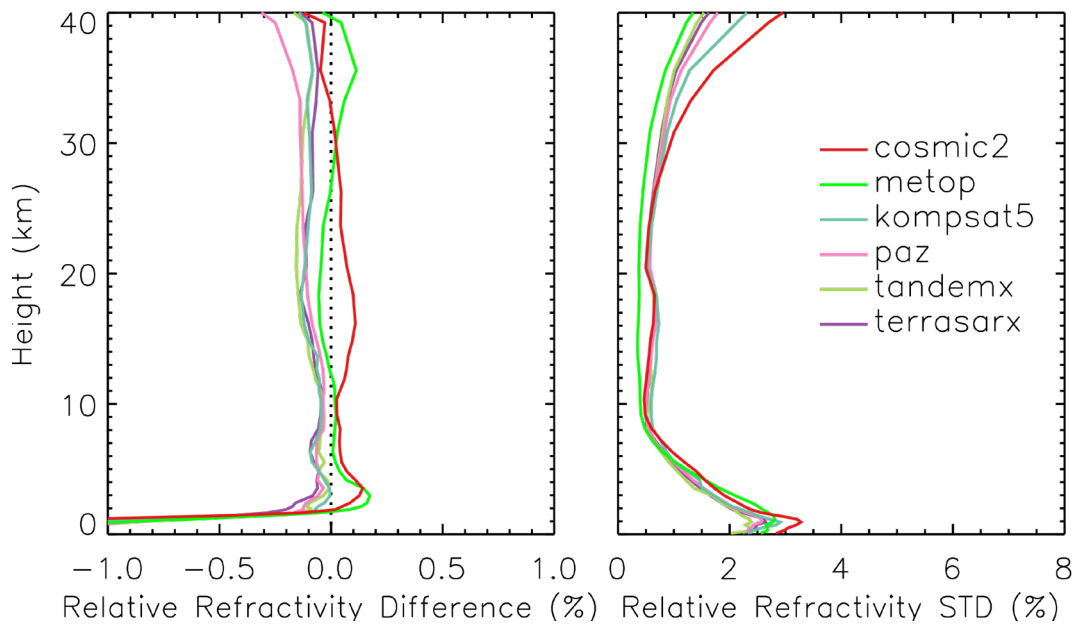 40
30
20
10
0
Height (km)
−1.0 −0.5 0.0 0.5 1.0
Relative Refractivity Difference (%)
cosmic2
metop
kompsat5
paz
tandemx
terrasarx
0 2 4 6 8
Relative Refractivity STD (%)